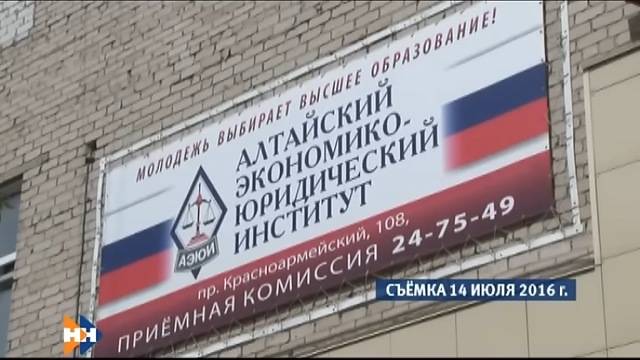 МОЛОДЕЖЬ ВЫБИРАЕТ ВЫСШЕЕ ОБРАЗОВАНИЕ!
АЛТАЙСКИЙ
ЭКОНОМИКО-
ЮРИДИЧЕСКИЙ
ИНСТИТУТ
АЭЮИ
пр. Красноармейский, 108,
ПРИЁМНАЯ КОМИССИЯ 24-75-49
СЪЁМКА 14 ИЮЛЯ 2016 г.
НН